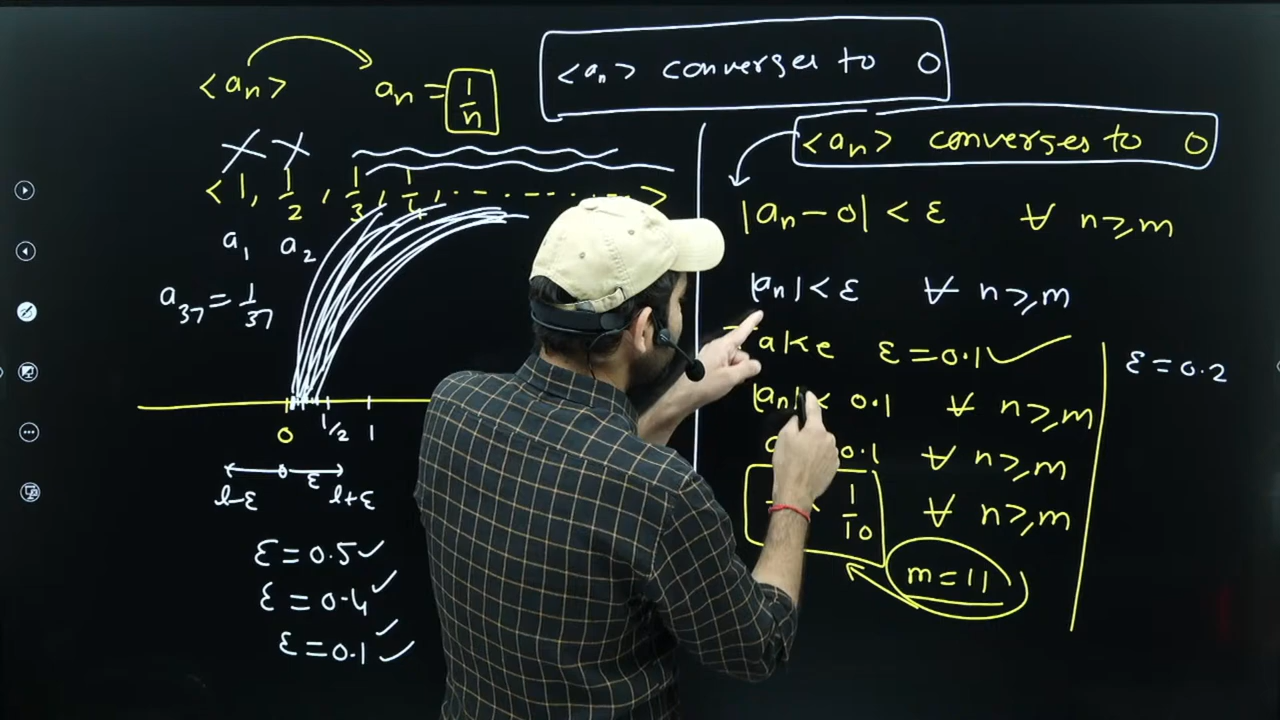 <aₙ> aₙ = 1/n
<aₙ> converges to 0
< 1, 1/2, 1/3, 1/4, - - - - - >
a₁ a₂
a₃₇ = 1/37
0 1/2 1
l-ε ε l+ε
ε = 0.5 ✓
ε = 0.4 ✓
ε = 0.1 ✓
<aₙ> converges to 0
|aₙ - 0| < ε ∀ n ≥ m
|aₙ| < ε ∀ n ≥ m
Take ε = 0.1 ✓
|aₙ| < 0.1 ∀ n ≥ m
0.1 ∀ n ≥ m
< 1/10 ∀ n ≥ m
m = 11
ε = 0.2